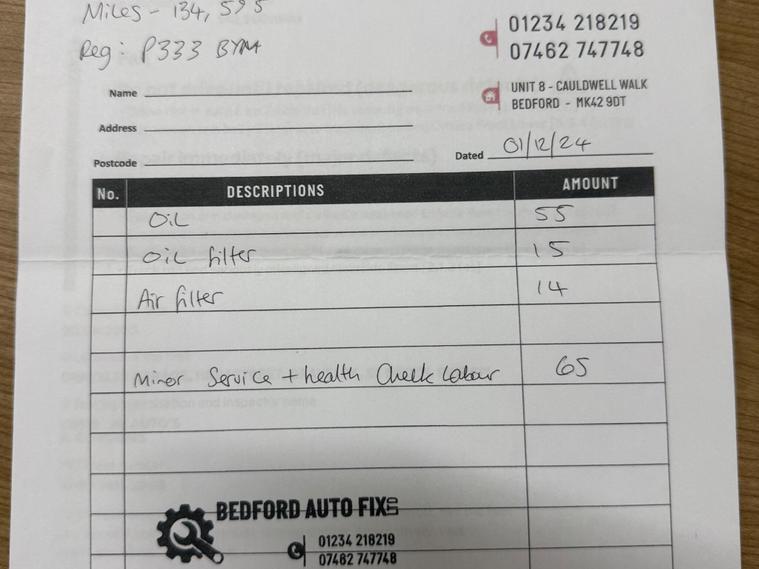 Miles - 134,595
Reg: P333 BYM
01234 218219
07462 747748
UNIT 8 - CAULDWELL WALK
BEDFORD - MK42 9DT
Name
Address
Postcode
Dated 01/12/24
No. DESCRIPTIONS AMOUNT
Oil 55
Oil filter 15
Air filter 14
Minor Service + health Check labour 65
BEDFORD AUTO FIX LTD
01234 218219
07462 747748